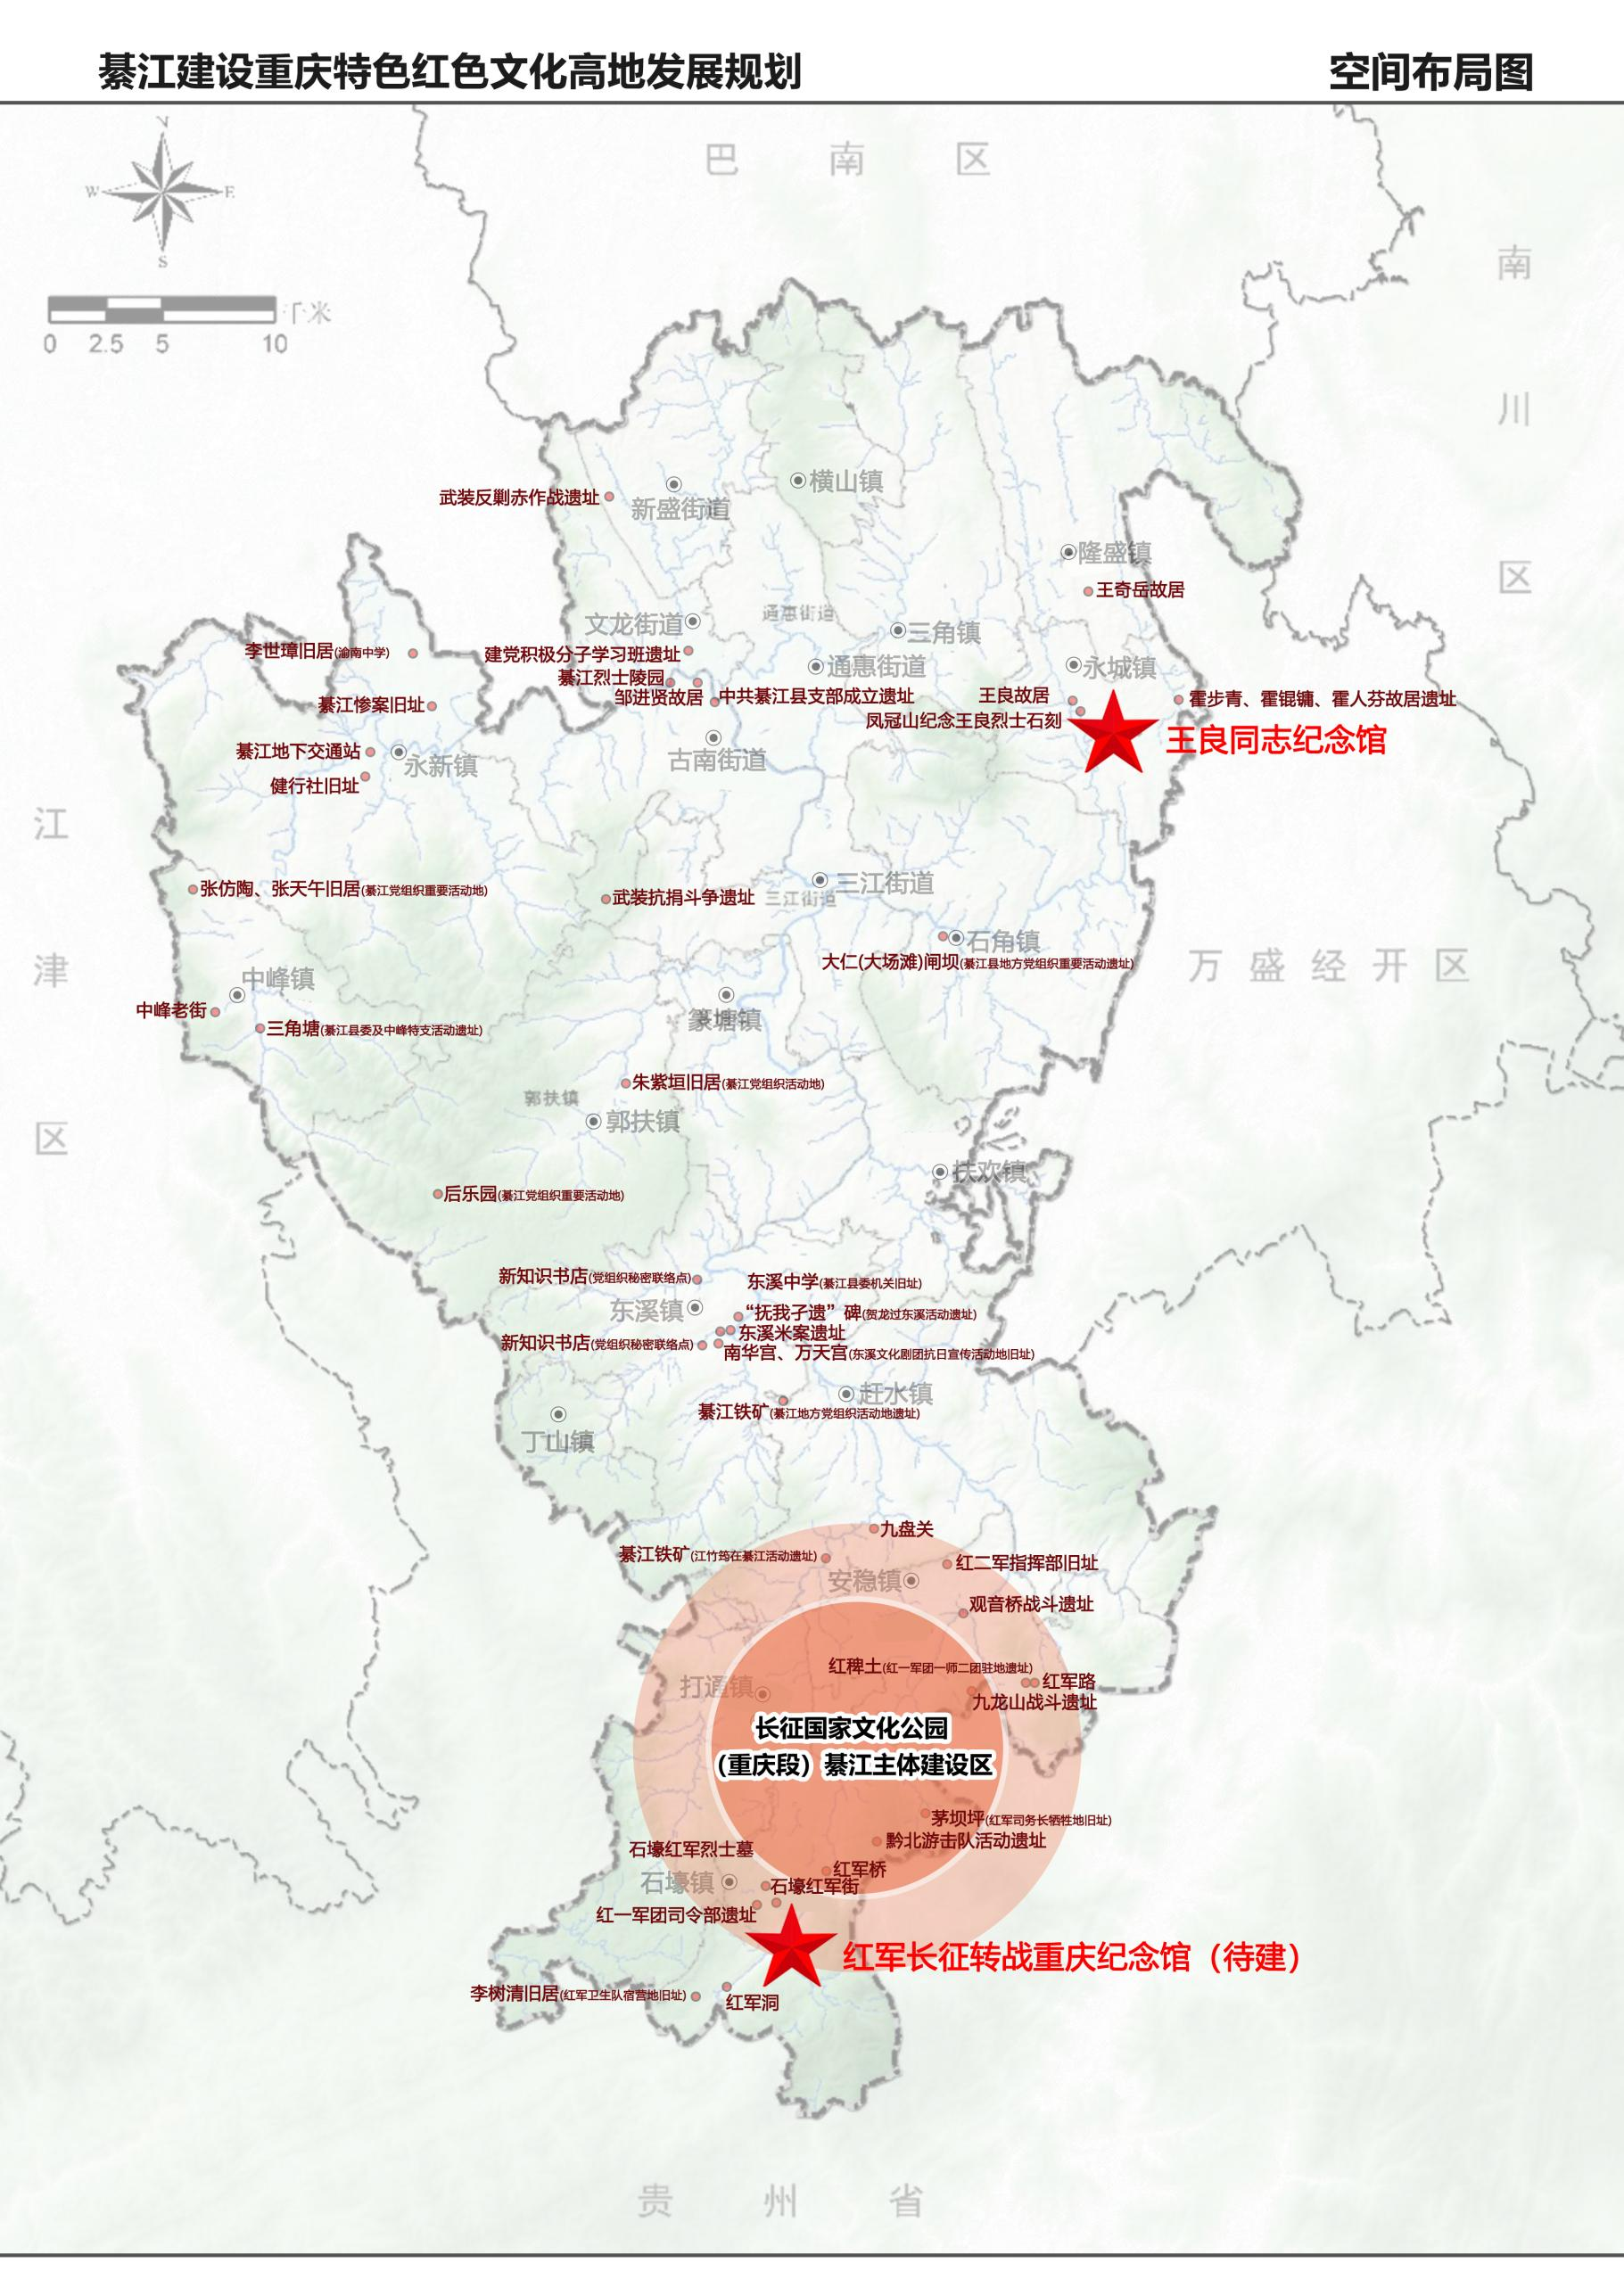 綦江建设重庆特色红色文化高地发展规划
空间布局图
N
W
E
S
千米
0 2.5 5 10
巴南区
南川区
横山镇
新盛街道
武装反剿赤作战遗址
隆盛镇
王奇岳故居
通惠街道
文龙街道
三角镇
李世璋旧居(渝南中学)
建党积极分子学习班遗址
通惠街道
永城镇
綦江烈士陵园
邹进贤故居
中共綦江县支部成立遗址
王良故居
霍步青、霍锟镛、霍人芬故居遗址
綦江惨案旧址
凤冠山纪念王良烈士石刻
王良同志纪念馆
綦江地下交通站
永新镇
古南街道
健行社旧址
江津区
张仿陶、张天午旧居(綦江党组织重要活动地)
武装抗捐斗争遗址
三江街道
三江街道
石角镇
大仁(大场滩)闸坝(綦江县地方党组织重要活动遗址)
万盛经开区
中峰镇
中峰老街
三角塘(綦江县委及中峰特支活动遗址)
篆塘镇
朱紫垣旧居(綦江党组织活动地)
郭扶镇
郭扶镇
扶欢镇
后乐园(綦江党组织重要活动地)
新知识书店(党组织秘密联络点)
东溪中学(綦江县委机关旧址)
东溪镇
“抚我孑遗”碑(贺龙过东溪活动遗址)
东溪米案遗址
新知识书店(党组织秘密联络点)
南华宫、万天宫(东溪文化剧团抗日宣传活动地旧址)
赶水镇
綦江铁矿(綦江地方党组织活动地遗址)
丁山镇
九盘关
綦江铁矿(江竹筠在綦江活动遗址)
红二军指挥部旧址
安稳镇
观音桥战斗遗址
红稗土(红一军团一师二团驻地遗址)
红军路
打通镇
九龙山战斗遗址
长征国家文化公园
（重庆段）綦江主体建设区
茅坝坪(红军司务长牺牲地旧址)
黔北游击队活动遗址
石壕红军烈士墓
红军桥
石壕镇
石壕红军街
红一军团司令部遗址
红军长征转战重庆纪念馆（待建）
李树清旧居(红军卫生队宿营地旧址)
红军洞
贵州省